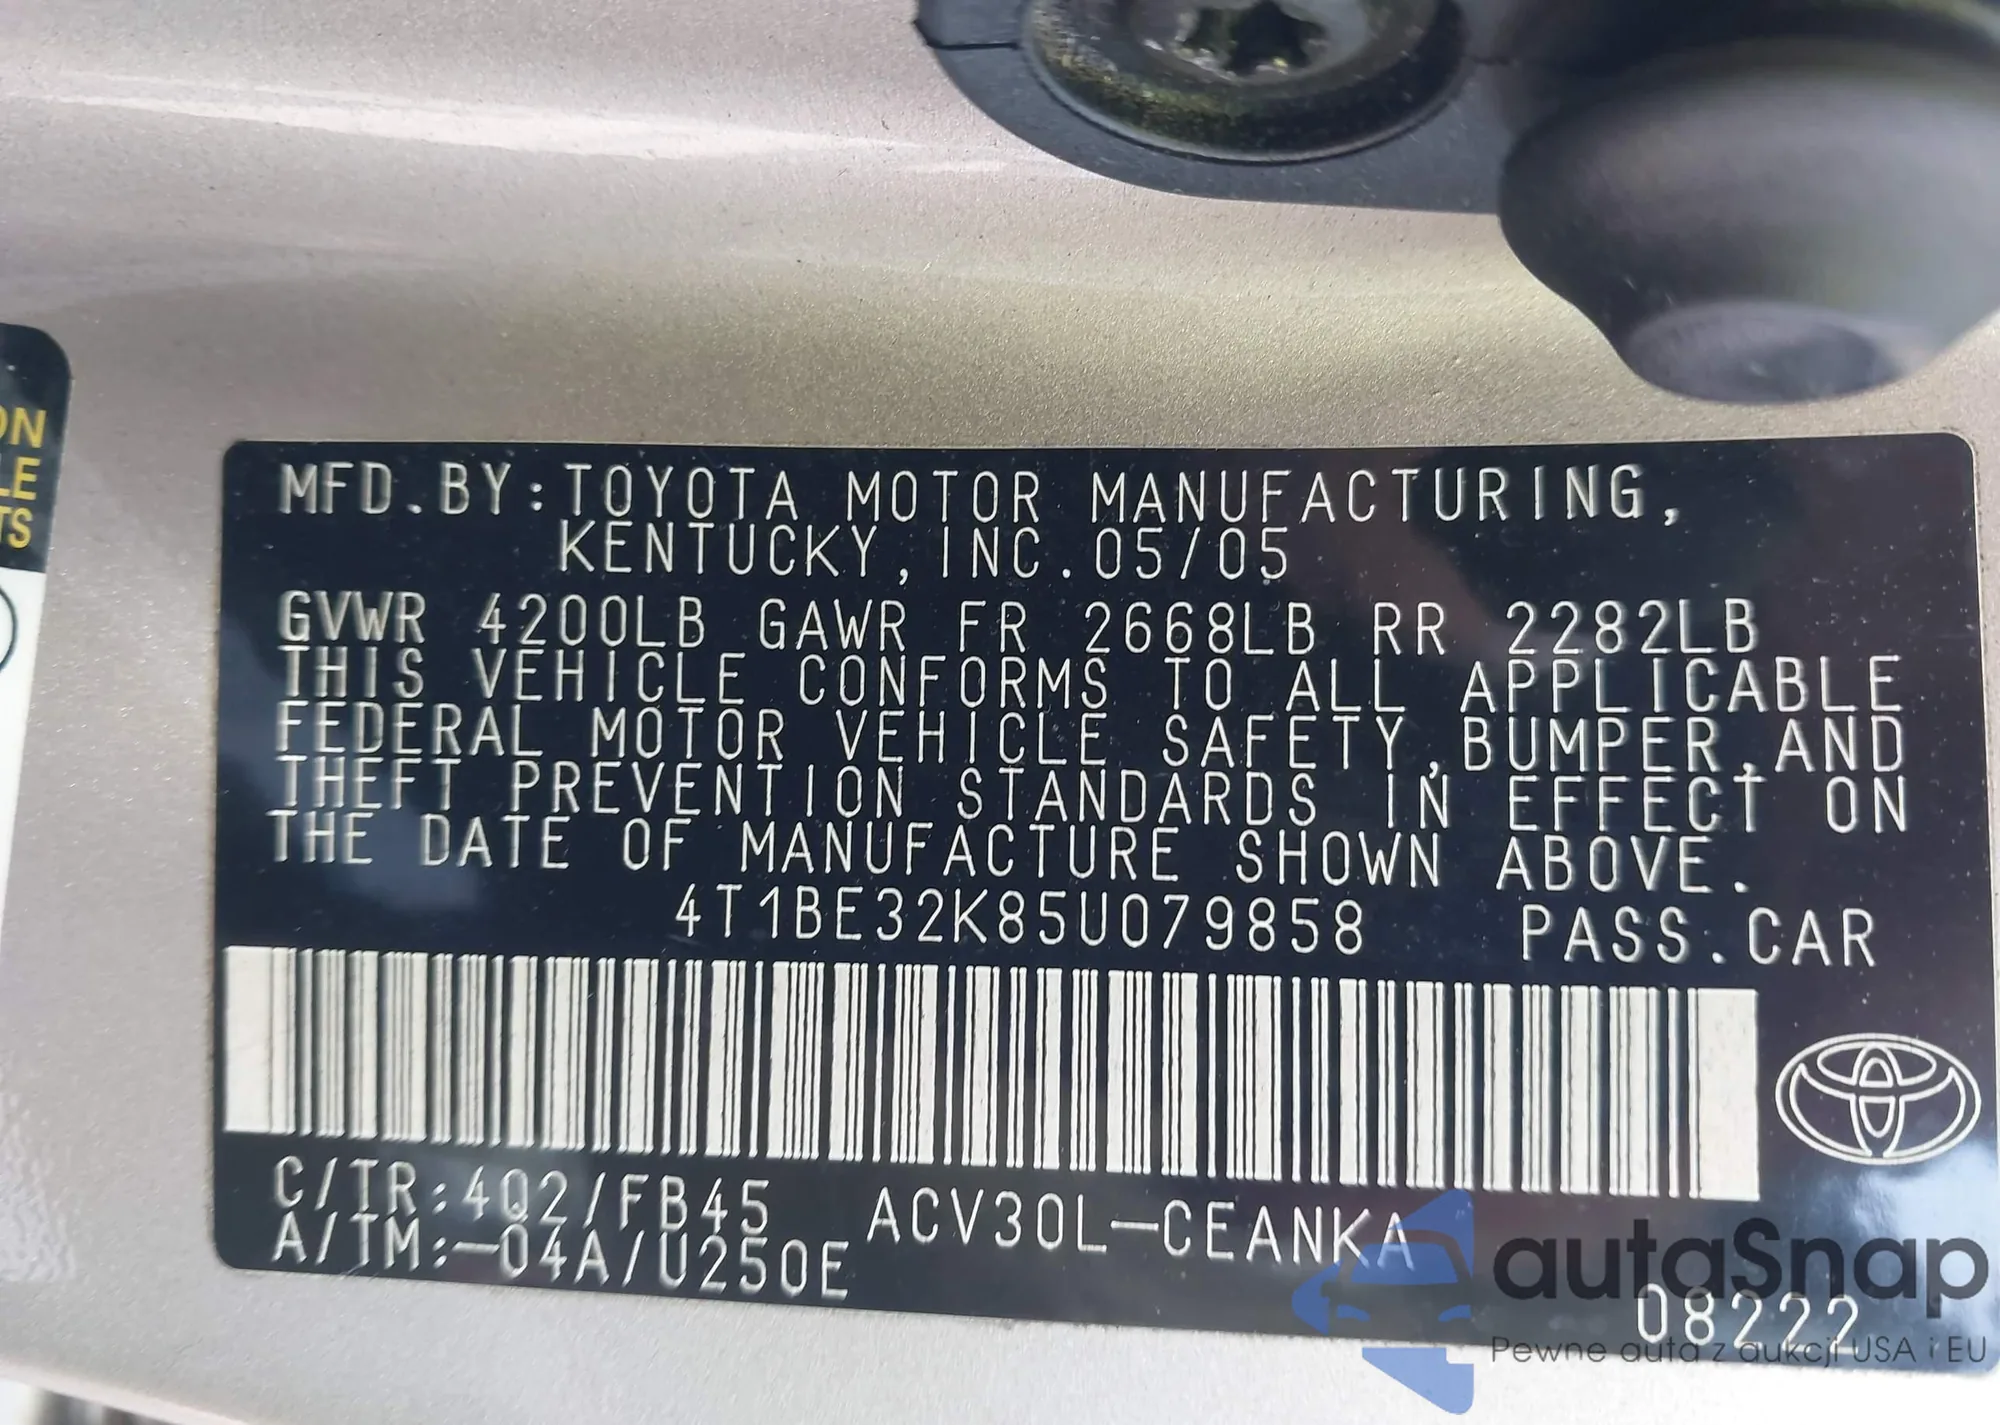 ON
LE
TS
MFD.BY:TOYOTA MOTOR MANUFACTURING,
KENTUCKY,INC.05/05
GVWR 4200LB GAWR FR 2668LB RR 2282LB
THIS VEHICLE CONFORMS TO ALL APPLICABLE
FEDERAL MOTOR VEHICLE SAFETY,BUMPER,AND
THEFT PREVENTION STANDARDS IN EFFECT ON
THE DATE OF MANUFACTURE SHOWN ABOVE.
4T1BE32K85U079858 PASS.CAR
C/TR:4Q2/FB45 ACV30L-CEANKA
A/TM:-04A/U250E
08222
autaSnap
Pewne auta z aukcji USA i EU